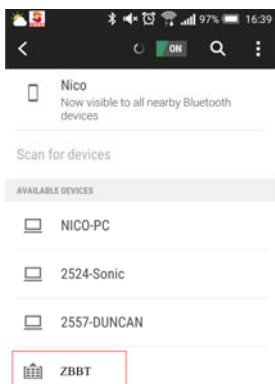 97% 16:39
ON
Nico
Now visible to all nearby Bluetooth
devices
Scan for devices
AVAILABLE DEVICES
NICO-PC
2524-Sonic
2557-DUNCAN
ZBBT